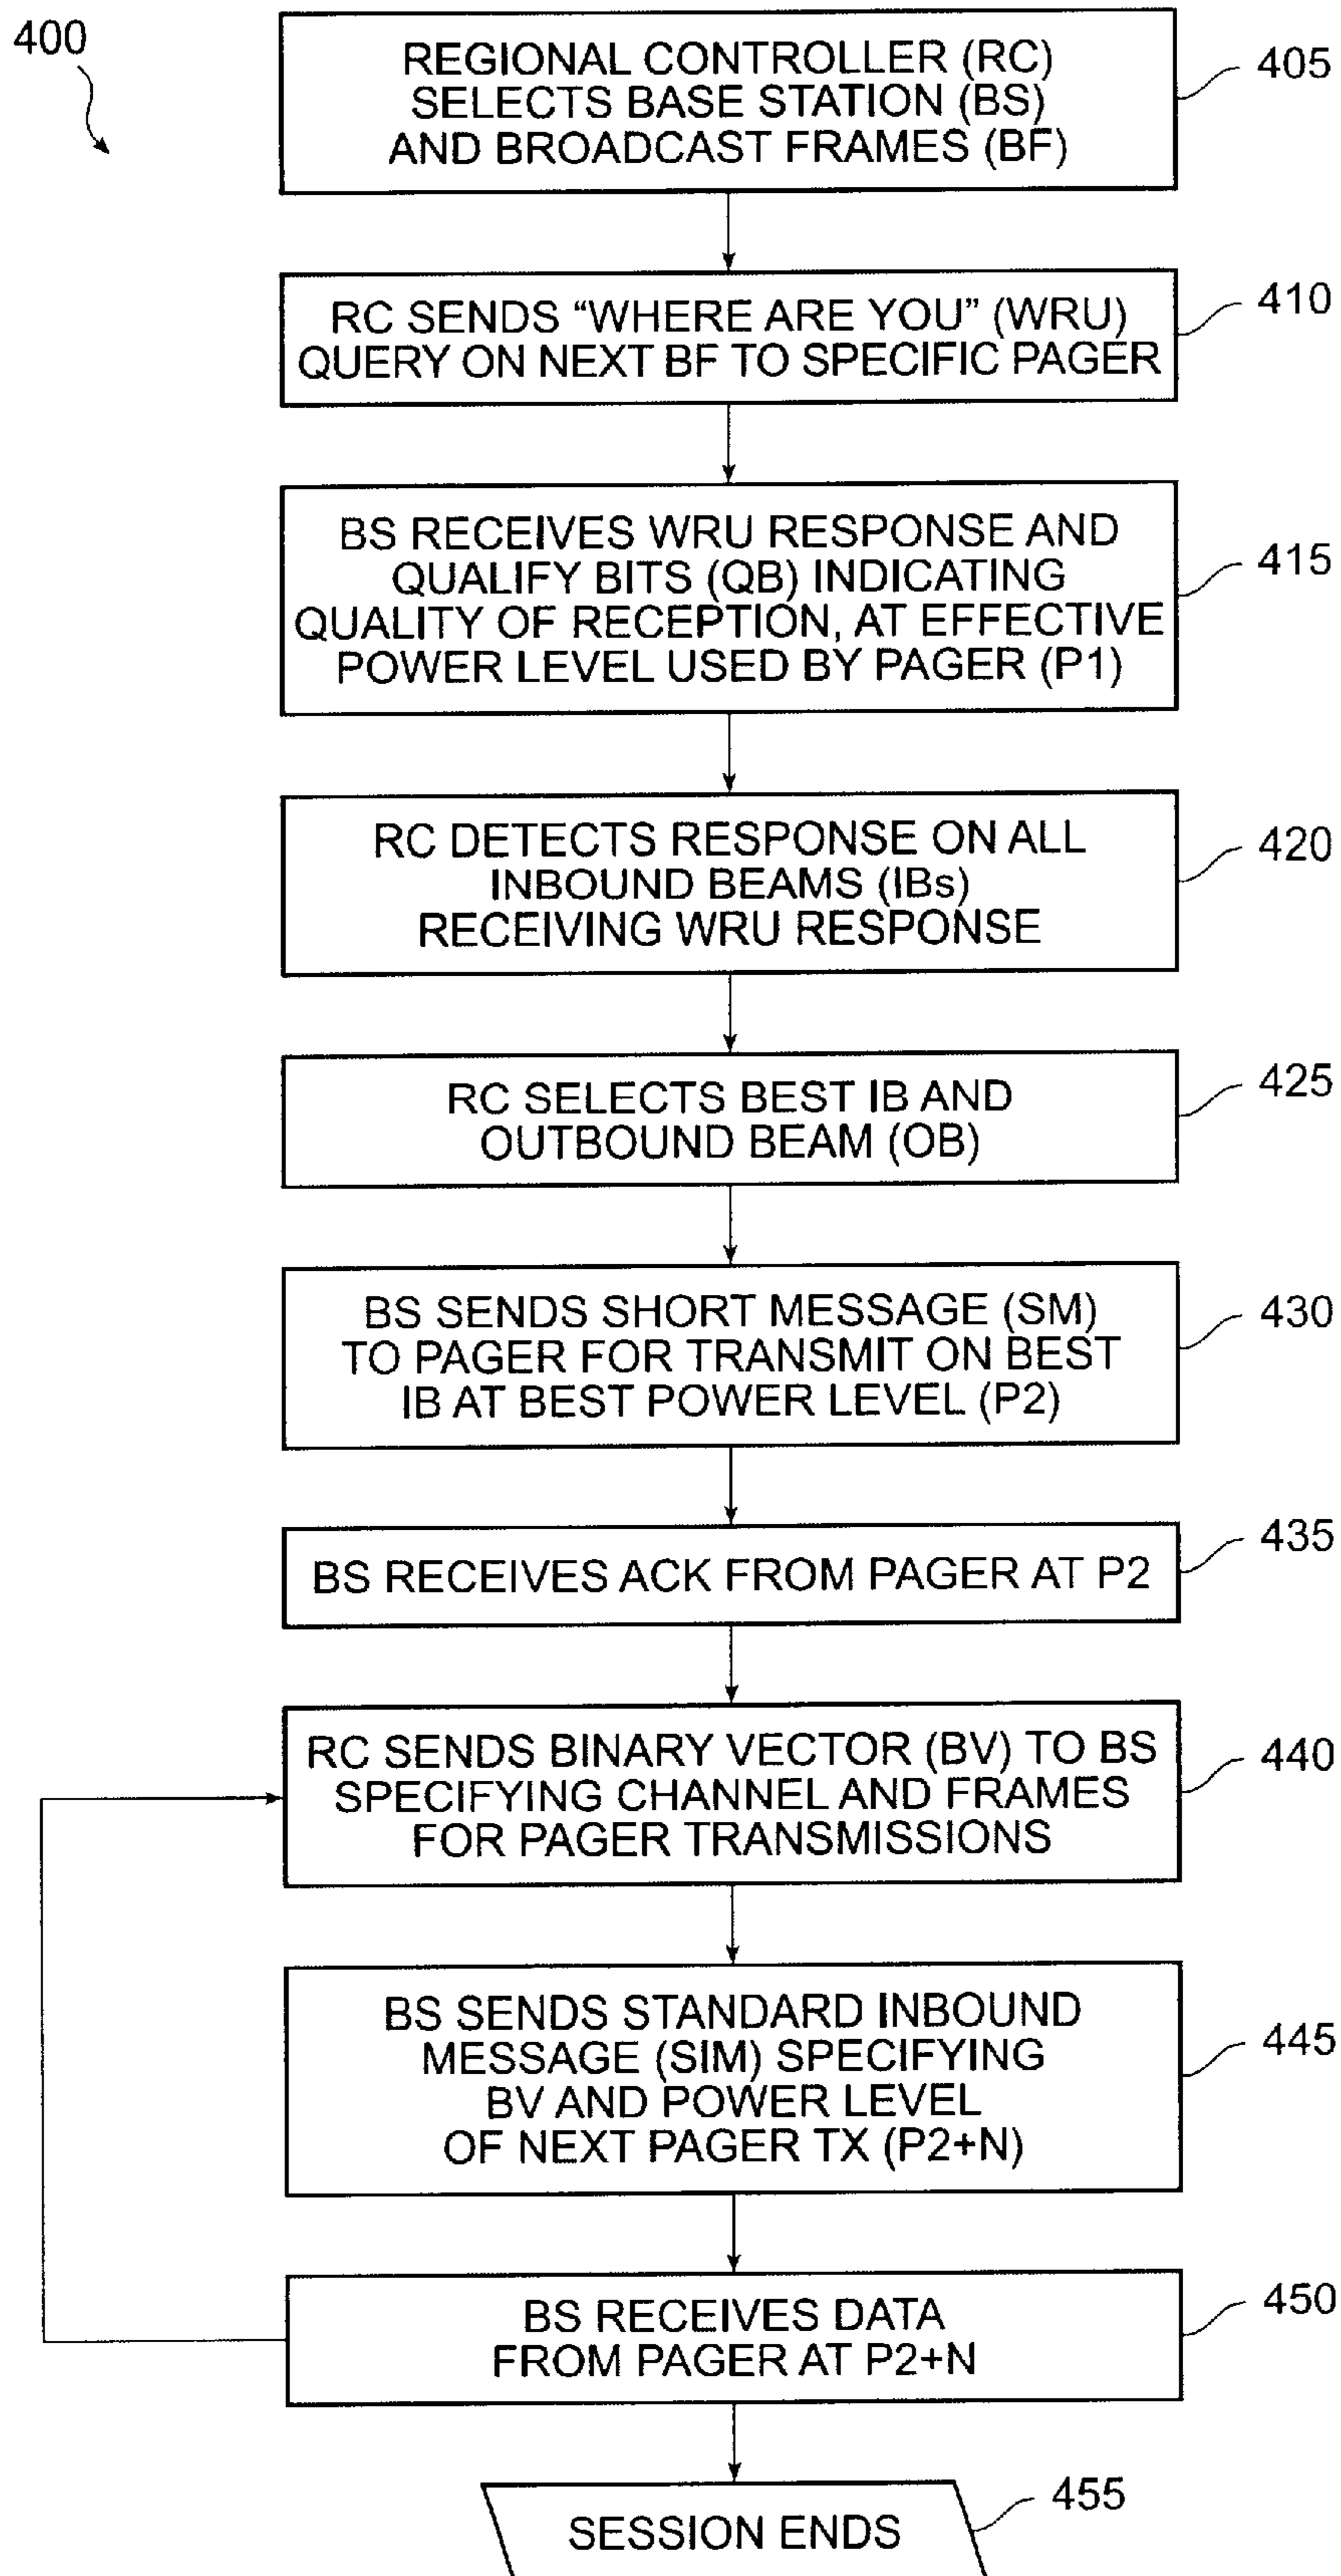 400
REGIONAL CONTROLLER (RC)
SELECTS BASE STATION (BS)
AND BROADCAST FRAMES (BF)
405
RC SENDS “WHERE ARE YOU” (WRU)
QUERY ON NEXT BF TO SPECIFIC PAGER
410
BS RECEIVES WRU RESPONSE AND
QUALIFY BITS (QB) INDICATING
QUALITY OF RECEPTION, AT EFFECTIVE
POWER LEVEL USED BY PAGER (P1)
415
RC DETECTS RESPONSE ON ALL
INBOUND BEAMS (IBs)
RECEIVING WRU RESPONSE
420
RC SELECTS BEST IB AND
OUTBOUND BEAM (OB)
425
BS SENDS SHORT MESSAGE (SM)
TO PAGER FOR TRANSMIT ON BEST
IB AT BEST POWER LEVEL (P2)
430
BS RECEIVES ACK FROM PAGER AT P2
435
RC SENDS BINARY VECTOR (BV) TO BS
SPECIFYING CHANNEL AND FRAMES
FOR PAGER TRANSMISSIONS
440
BS SENDS STANDARD INBOUND
MESSAGE (SIM) SPECIFYING
BV AND POWER LEVEL
OF NEXT PAGER TX (P2+N)
445
BS RECEIVES DATA
FROM PAGER AT P2+N
450
SESSION ENDS
455